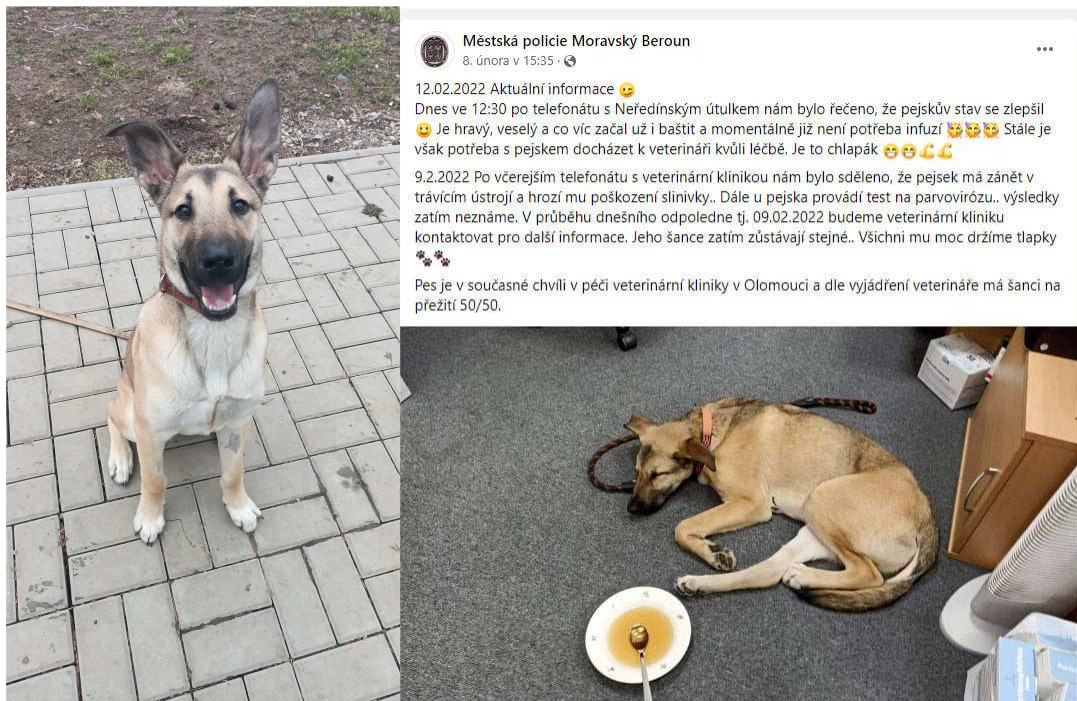 Městská policie Moravský Beroun
8. února v 15:35 ·
12.02.2022 Aktuální informace 😉
Dnes ve 12:30 po telefonátu s Neředínským útulkem nám bylo řečeno, že pejskův stav se zlepšil
😃 Je hravý, veselý a co víc začal už i baštit a momentálně již není potřeba infuzí 🥳🥳🥳 Stále je
však potřeba s pejskem docházet k veterináři kvůli léčbě. Je to chlapák 😁😁💪💪
9.2.2022 Po včerejším telefonátu s veterinární klinikou nám bylo sděleno, že pejsek má zánět v
trávícím ústrojí a hrozí mu poškození slinivky.. Dále u pejska provádí test na parvovirózu.. výsledky
zatím neznáme. V průběhu dnešního odpoledne tj. 09.02.2022 budeme veterinární kliniku
kontaktovat pro další informace. Jeho šance zatím zůstávají stejné.. Všichni mu moc držíme tlapky
🐾🐾
Pes je v současné chvíli v péči veterinární kliniky v Olomouci a dle vyjádření veterináře má šanci na
přežití 50/50.